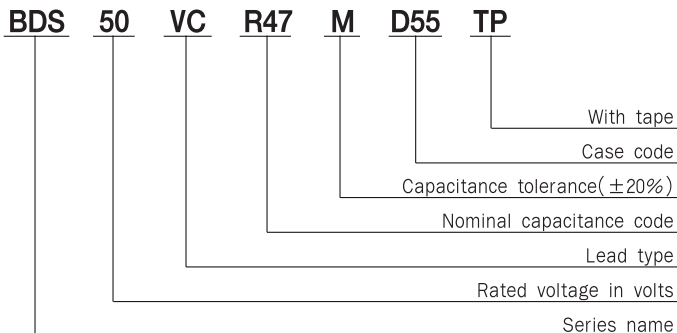 BDS 50 VC R47 M D55 TP
With tape
Case code
Capacitance tolerance(±20%)
Nominal capacitance code
Lead type
Rated voltage in volts
Series name